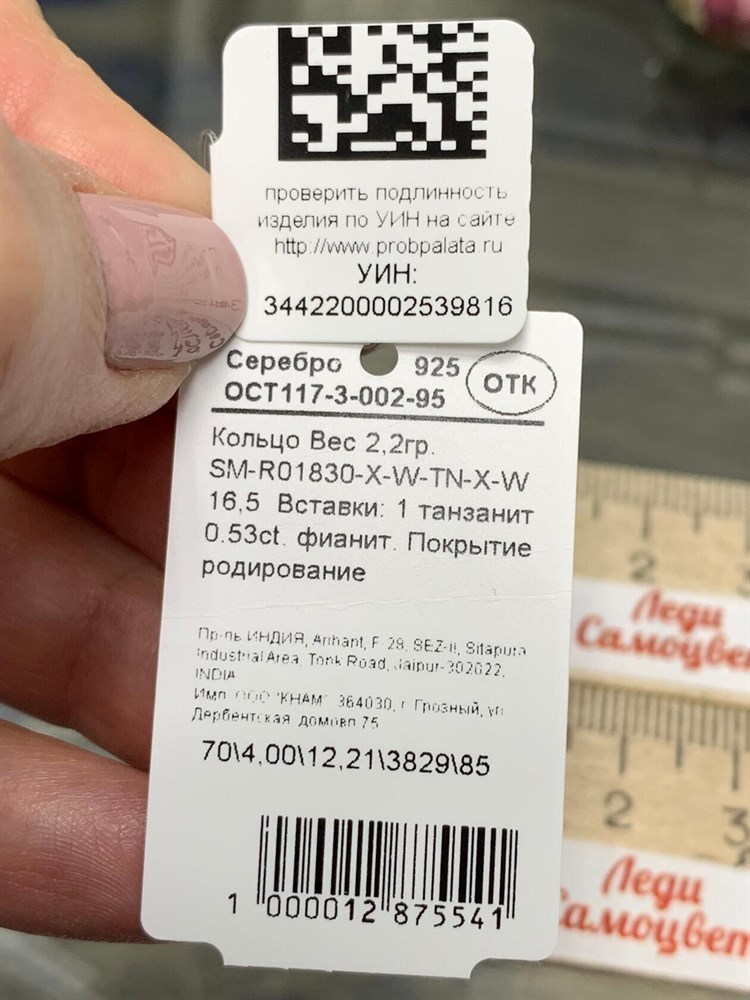 проверить подлинность
изделия по УИН на сайте
http://www.probpalata.ru
УИН:
3442200002539816
Серебро 925
ОСТ117-3-002-95
ОТК
Кольцо Вес 2,2гр.
SM-R01830-X-W-TN-X-W
16,5 Вставки: 1 танзанит
0.53ct. фианит. Покрытие
родирование
Пр-ль ИНДИЯ, Arihant, F-29, SEZ-II, Sitapura
Industrial Area, Tonk Road, Jaipur-302022,
INDIA
Имп. ООО "КНАМ" 364030, г. Грозный, ул.
Дербентская, домовл 75
70\4,00\12,21\3829\85
1 000012 875541
2
Леди
Самоцвет
2 3
Леди
Самоцвет